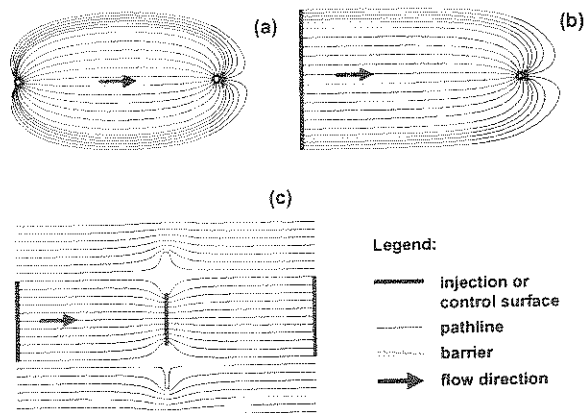 (a)
(b)
(c)
Legend:
injection or
control surface
pathline
barrier
flow direction